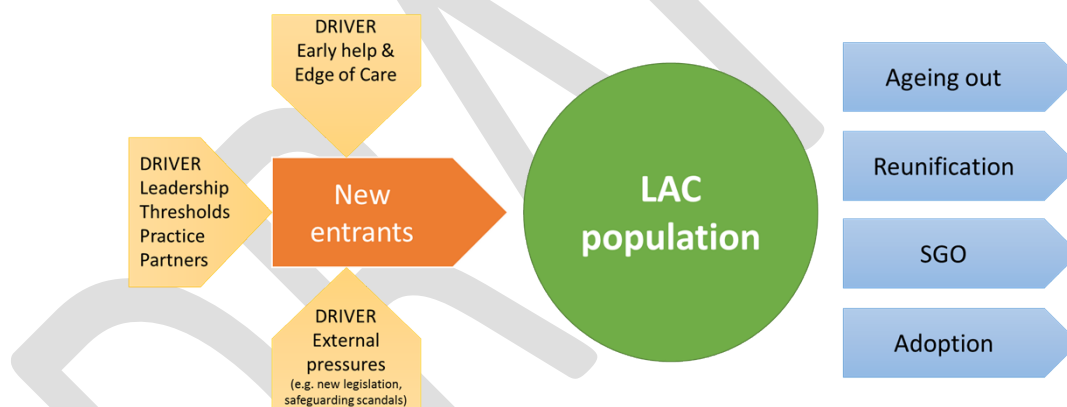 DRIVER
Early help &
Edge of Care
DRIVER
Leadership
Thresholds
Practice
Partners
New
entrants
DRIVER
External
pressures
(e.g. new legislation,
safeguarding scandals)
LAC
population
Ageing out
Reunification
SGO
Adoption